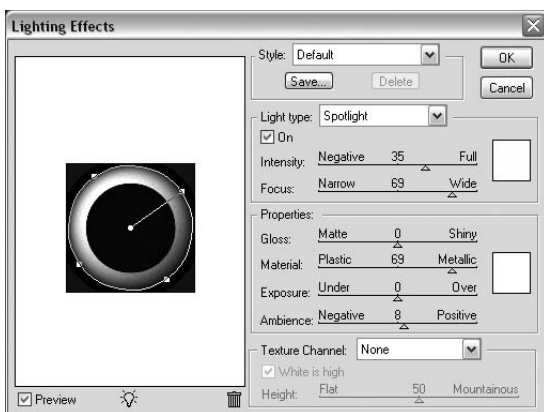 Lighting Effects
Style: Default
OK
Save... Delete
Cancel
Light type: Spotlight
On
Intensity: Negative 35 Full
Focus: Narrow 69 Wide
Properties:
Gloss: Matte 0 Shiny
Material: Plastic 69 Metallic
Exposure: Under 0 Over
Ambience: Negative 8 Positive
Texture Channel: None
White is high
Height: Flat 50 Mountainous
Preview